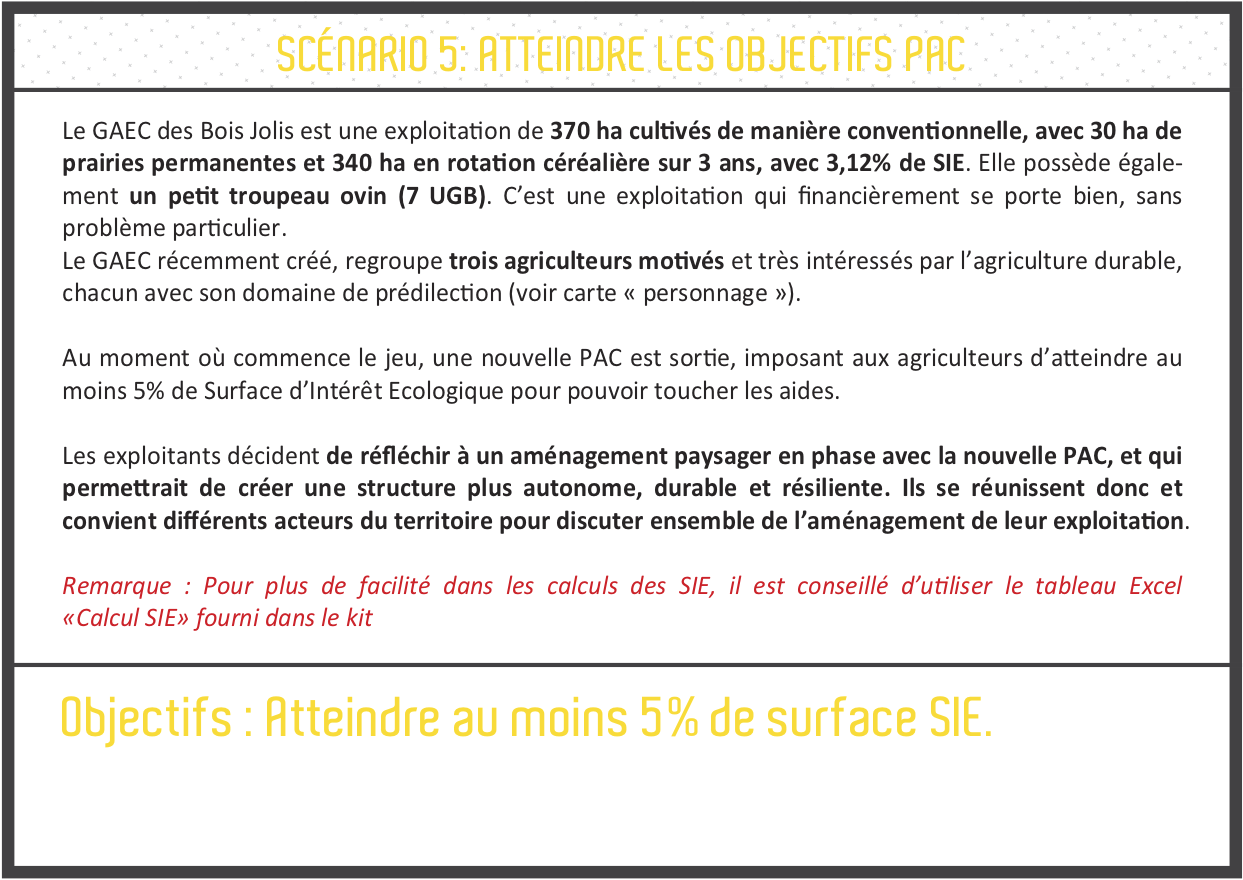 SCÉNARIO 5: ATTEINDRE LES OBJECTIFS PAC
Le GAEC des Bois Jolis est une exploitation de 370 ha cultivés de manière conventionnelle, avec 30 ha de
prairies permanentes et 340 ha en rotation céréalière sur 3 ans, avec 3,12% de SIE. Elle possède égale-
ment un petit troupeau ovin (7 UGB). C’est une exploitation qui financièrement se porte bien, sans
problème particulier.
Le GAEC récemment créé, regroupe trois agriculteurs motivés et très intéressés par l’agriculture durable,
chacun avec son domaine de prédilection (voir carte « personnage »).
Au moment où commence le jeu, une nouvelle PAC est sortie, imposant aux agriculteurs d’atteindre au
moins 5% de Surface d’Intérêt Ecologique pour pouvoir toucher les aides.
Les exploitants décident de réfléchir à un aménagement paysager en phase avec la nouvelle PAC, et qui
permettrait de créer une structure plus autonome, durable et résiliente. Ils se réunissent donc et
convient différents acteurs du territoire pour discuter ensemble de l’aménagement de leur exploitation.
Remarque : Pour plus de facilité dans les calculs des SIE, il est conseillé d’utiliser le tableau Excel
«Calcul SIE» fourni dans le kit
Objectifs : Atteindre au moins 5% de surface SIE.